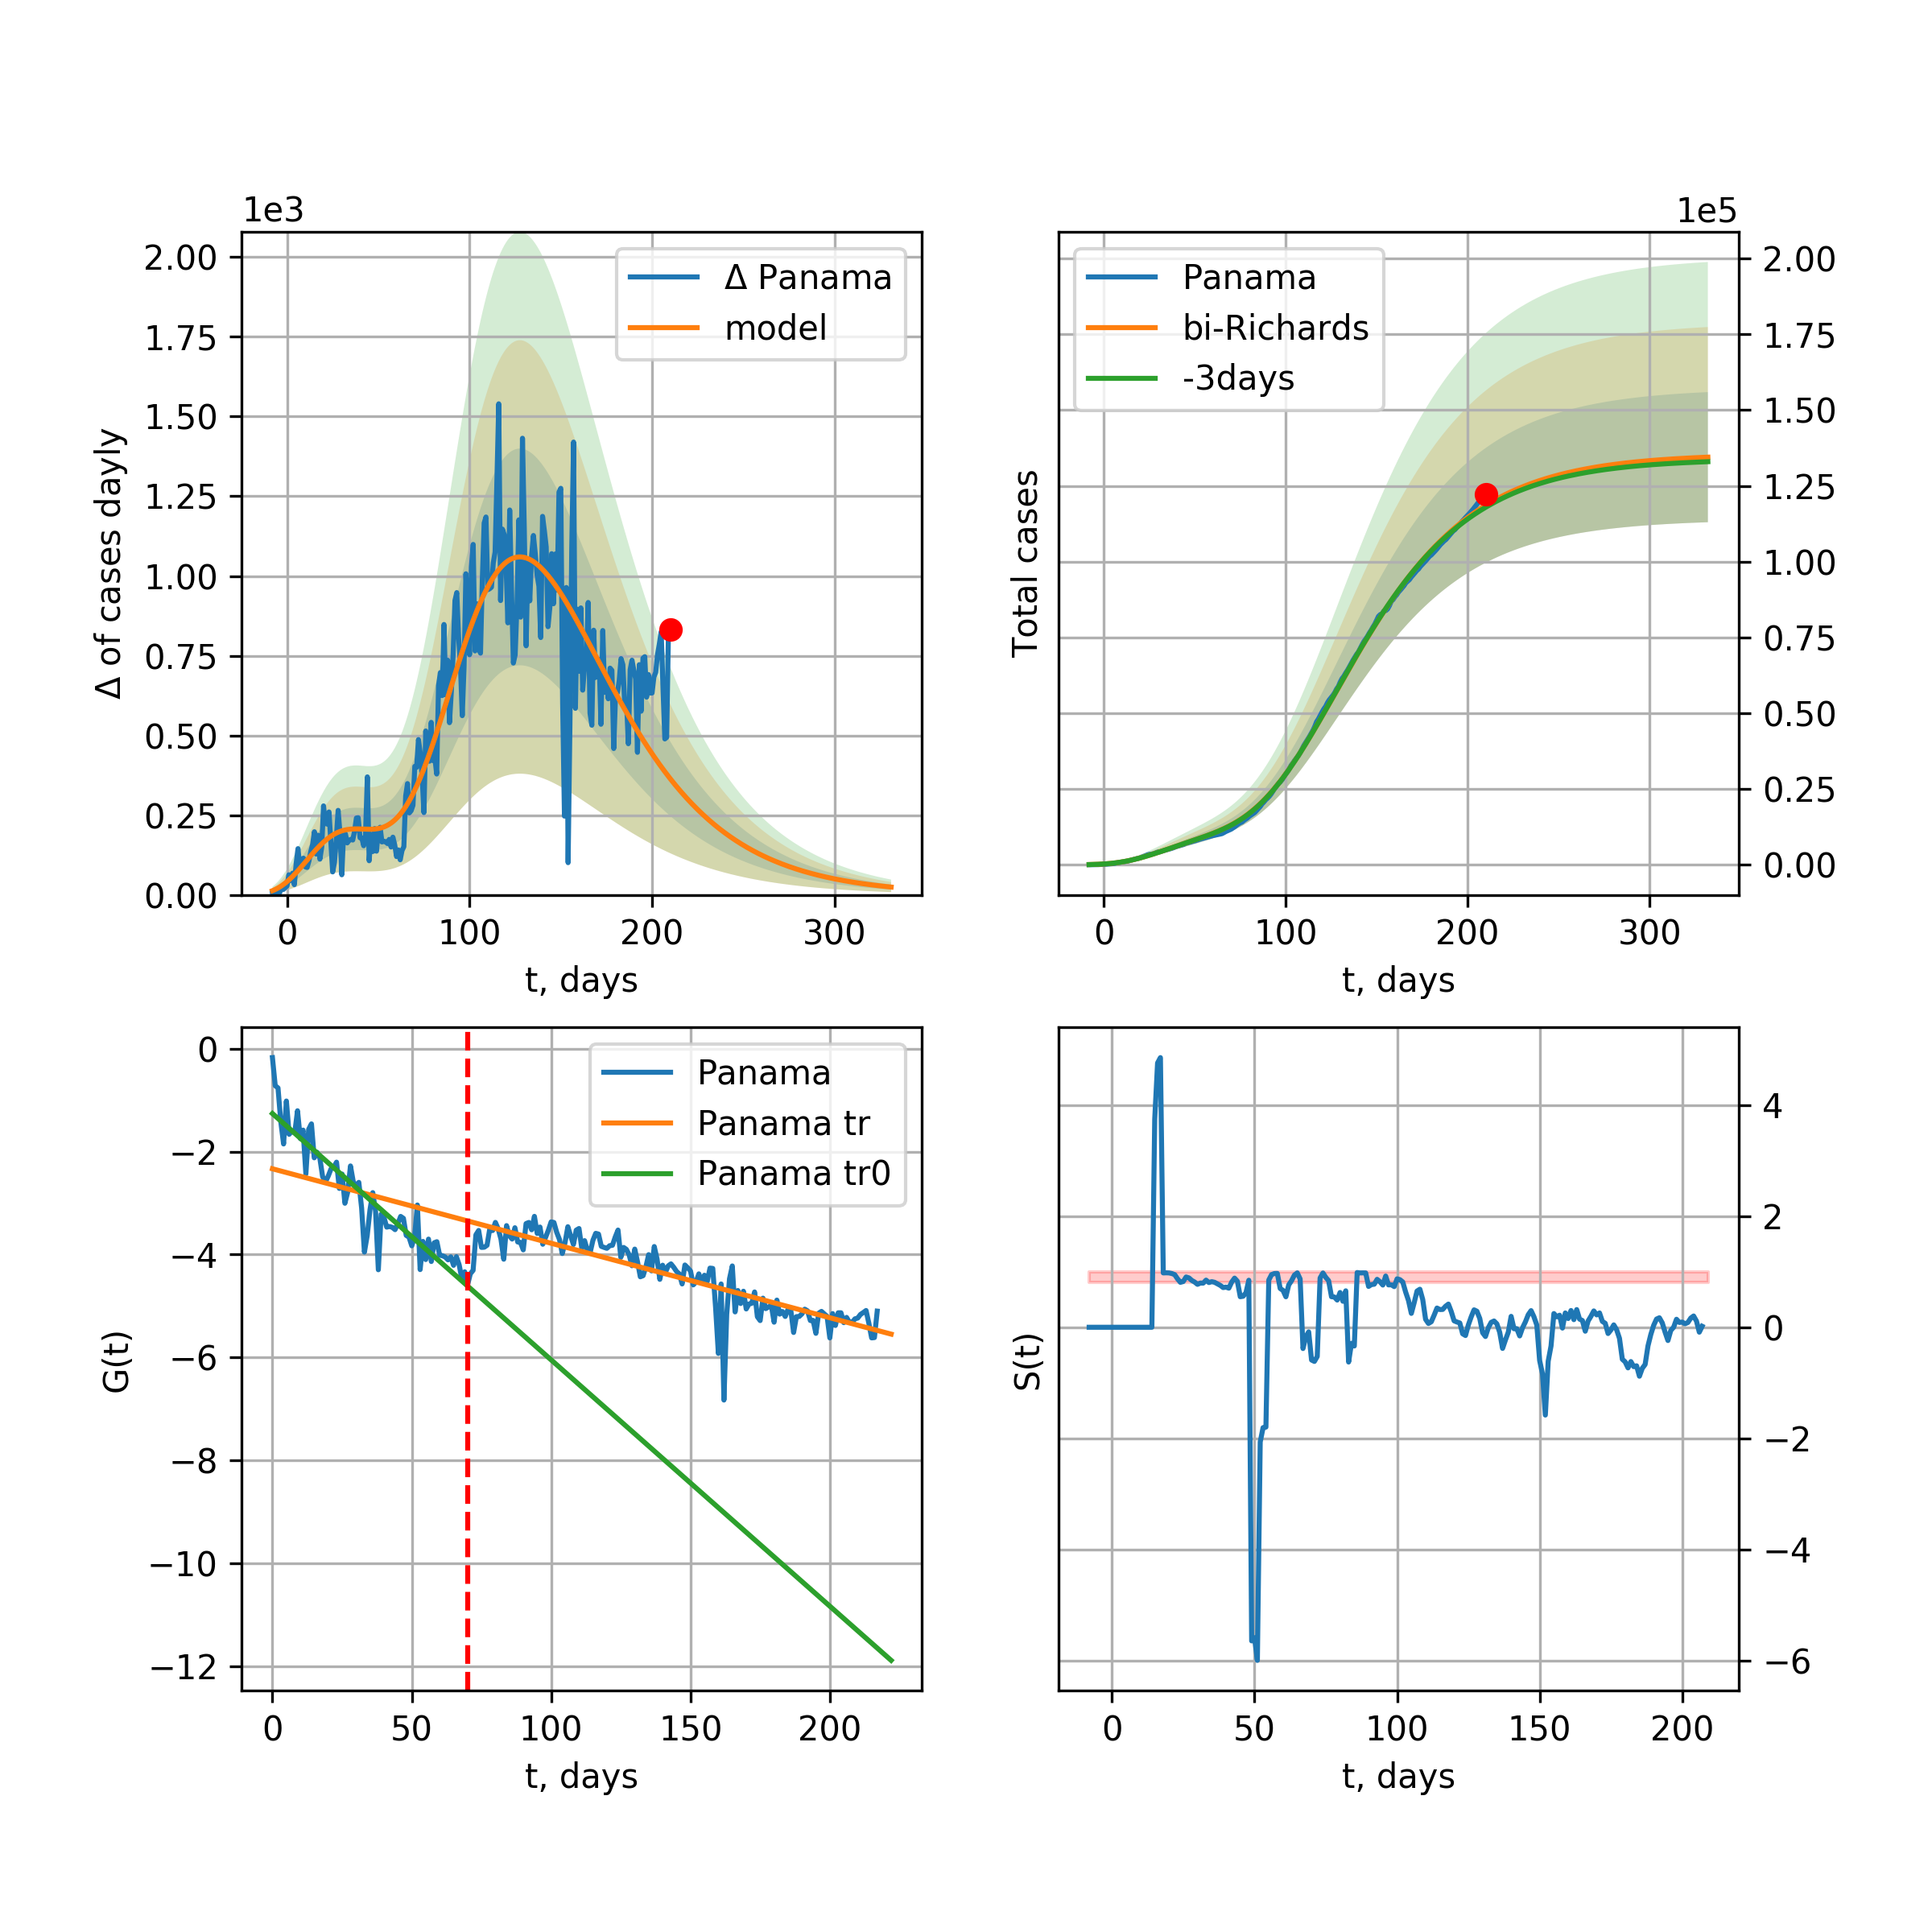 1e3
2.00
1.75
1.50
1.25
1.00
0.75
0.50
0.25
0.00
Δ of cases dayly
Δ Panama
model
0
100
200
300
t, days
1e5
Panama
bi-Richards
-3days
Total cases
2.00
1.75
1.50
1.25
1.00
0.75
0.50
0.25
0.00
0
100
200
300
t, days
0
−2
−4
−6
−8
−10
−12
G(t)
Panama
Panama tr
Panama tr0
0
50
100
150
200
t, days
S(t)
4
2
0
−2
−4
−6
0
50
100
150
200
t, days